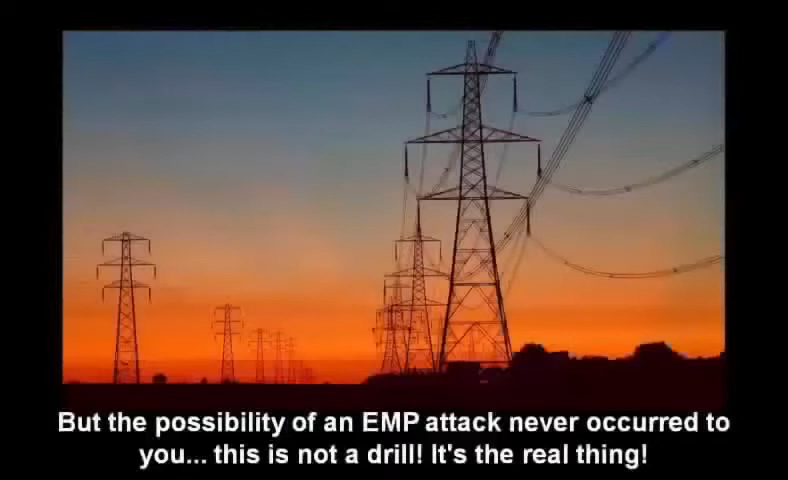 But the possibility of an EMP attack never occurred to
you... this is not a drill! It's the real thing!